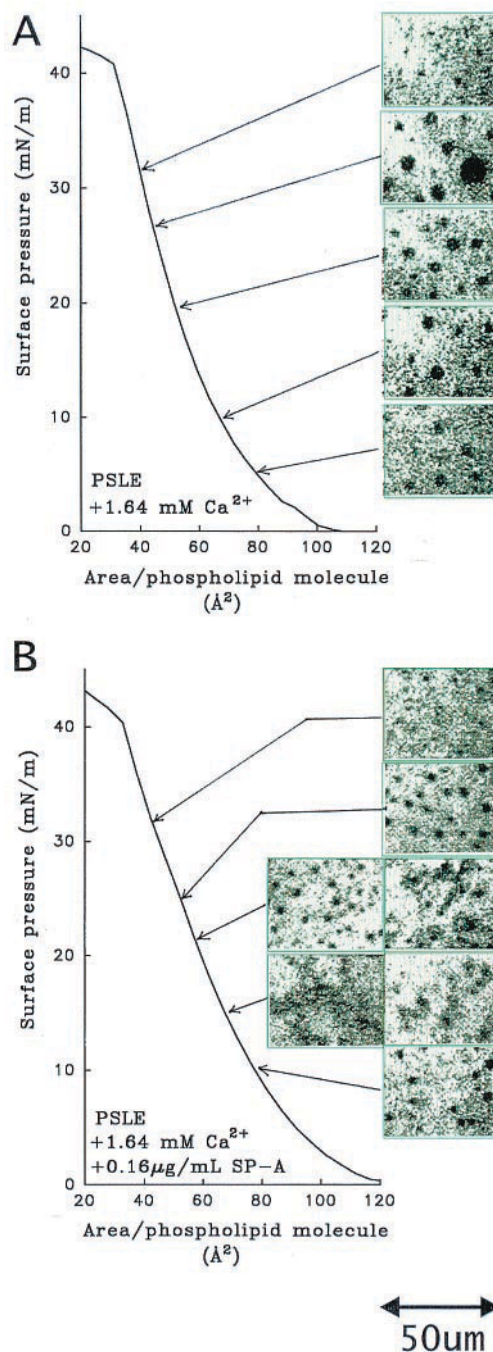 A
Surface pressure (mN/m)
40
30
20
10
0
PSLE
+1.64 mM Ca²⁺
20 40 60 80 100 120
Area/phospholipid molecule
(Å²)
B
Surface pressure (mN/m)
40
30
20
10
0
PSLE
+1.64 mM Ca²⁺
+0.16μg/mL SP-A
20 40 60 80 100 120
Area/phospholipid molecule
(Å²)
50um